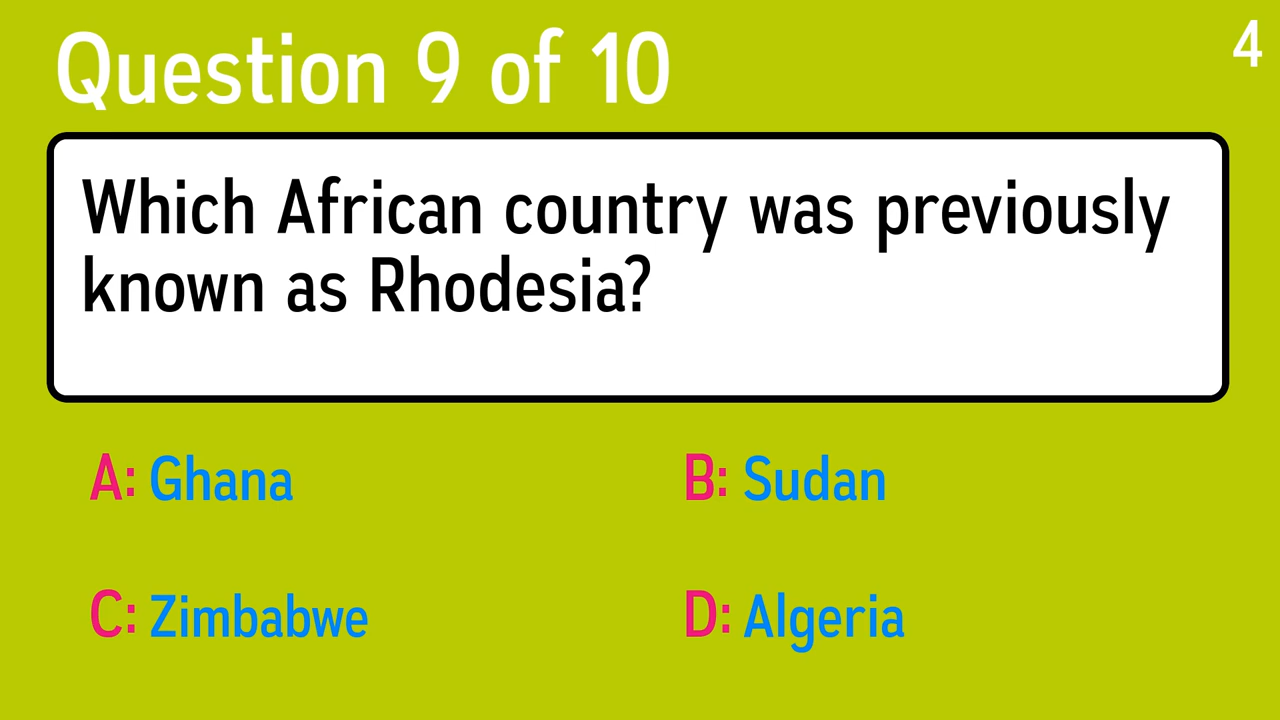 Question 9 of 10
4
Which African country was previously
known as Rhodesia?
A: Ghana
B: Sudan
C: Zimbabwe
D: Algeria